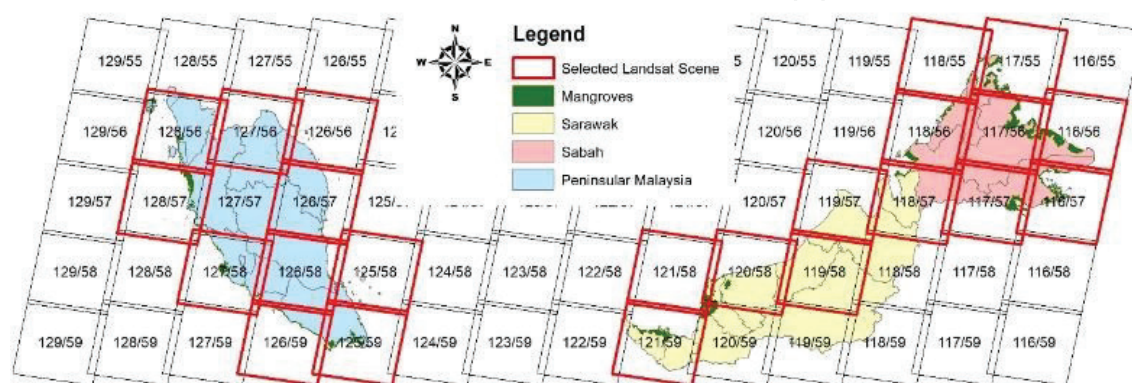 N
W E
S
Legend
Selected Landsat Scene
Mangroves
Sarawak
Sabah
Peninsular Malaysia
129/55 128/55 127/55 126/55 5 120/55 119/55 118/55 117/55 116/55
129/56 128/56 127/56 126/56 120/56 119/56 118/56 117/56 116/56
129/57 128/57 127/57 126/57 120/57 119/57 118/57 117/57 116/57
129/58 128/58 127/58 126/58 125/58 124/58 123/58 122/58 121/58 120/58 119/58 118/58 117/58 116/58
129/59 128/59 127/59 126/59 125/59 124/59 123/59 122/59 121/59 120/59 119/59 118/59 117/59 116/59